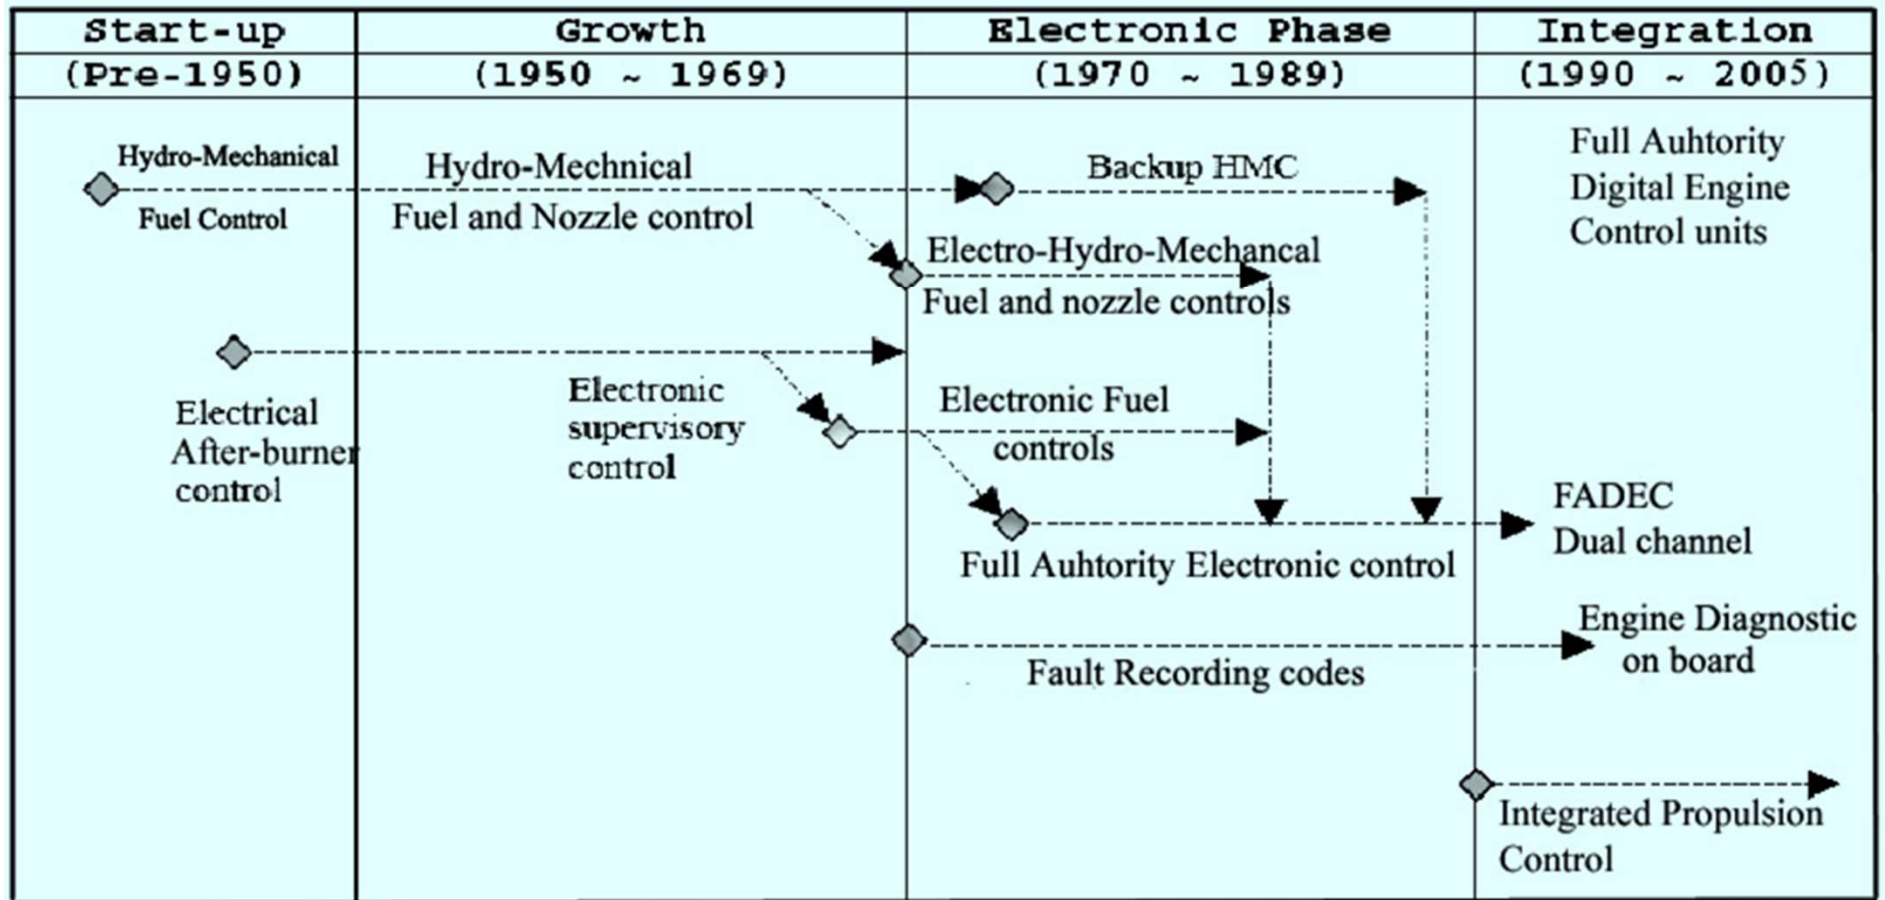 Start-up
Growth
Electronic Phase
Integration
(Pre-1950)
(1950 ~ 1969)
(1970 ~ 1989)
(1990 ~ 2005)
Hydro-Mechanical
Fuel Control
Hydro-Mechnical
Fuel and Nozzle control
Backup HMC
Full Auhtority
Digital Engine
Control units
Electro-Hydro-Mechancal
Fuel and nozzle controls
Electrical
After-burner
control
Electronic
supervisory
control
Electronic Fuel
controls
Full Auhtority Electronic control
FADEC
Dual channel
Fault Recording codes
Engine Diagnostic
on board
Integrated Propulsion
Control